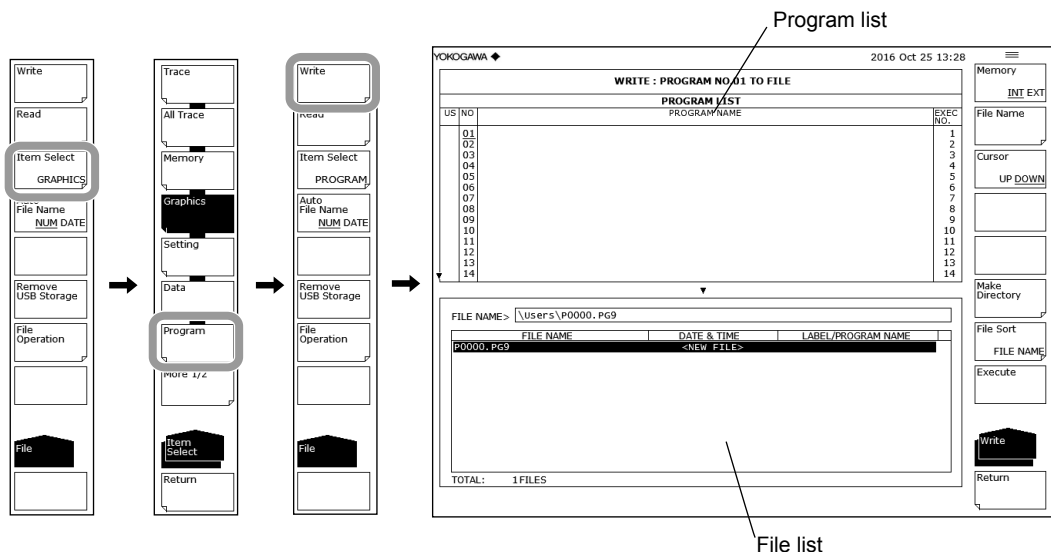 Program list
Write
Read
Item Select
GRAPHICS
Auto
File Name
NUM DATE
Remove
USB Storage
File
Operation
File
Trace
All Trace
Memory
Graphics
Setting
Data
Program
More 1/2
Item
Select
Return
Write
Read
Item Select
PROGRAM
Auto
File Name
NUM DATE
Remove
USB Storage
File
Operation
File
YOKOGAWA
2016 Oct 25 13:28
WRITE : PROGRAM NO.01 TO FILE
PROGRAM LIST
US NO PROGRAM NAME EXEC NO.
01 1
02 2
03 3
04 4
05 5
06 6
07 7
08 8
09 9
10 10
11 11
12 12
13 13
14 14
FILE NAME> \Users\P0000.PG9
FILE NAME DATE & TIME LABEL/PROGRAM NAME
P0000.PG9 <NEW FILE>
TOTAL: 1FILES
Memory
INT EXT
File Name
Cursor
UP DOWN
Make
Directory
File Sort
FILE NAME
Execute
Write
Return
File list